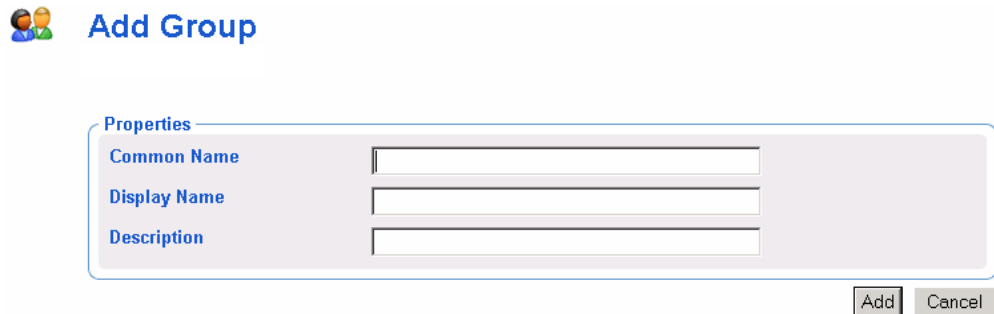 Add Group
Properties
Common Name
Display Name
Description
Add Cancel